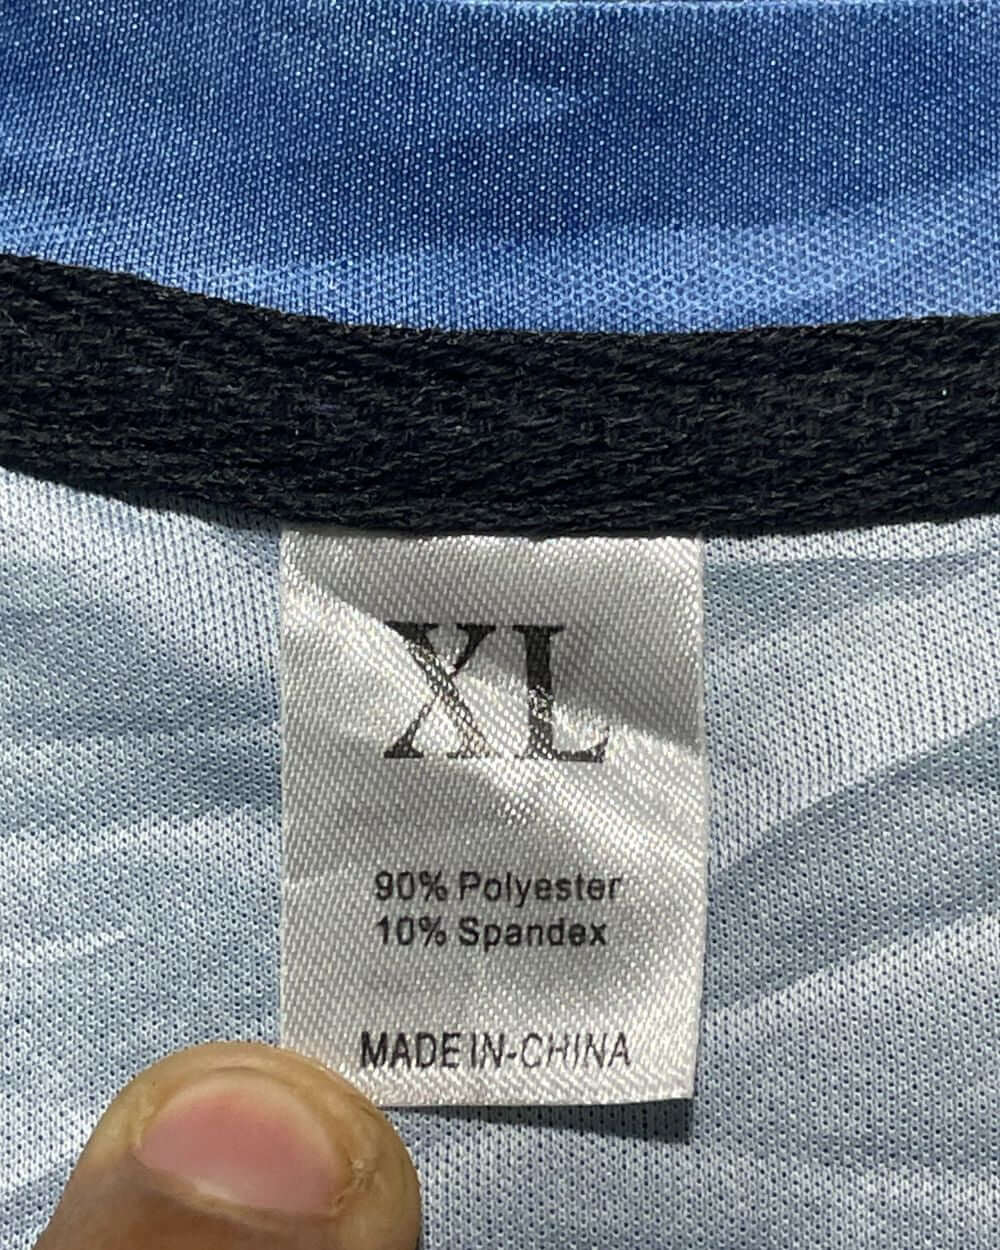 XL
90% Polyester
10% Spandex
MADE IN-CHINA